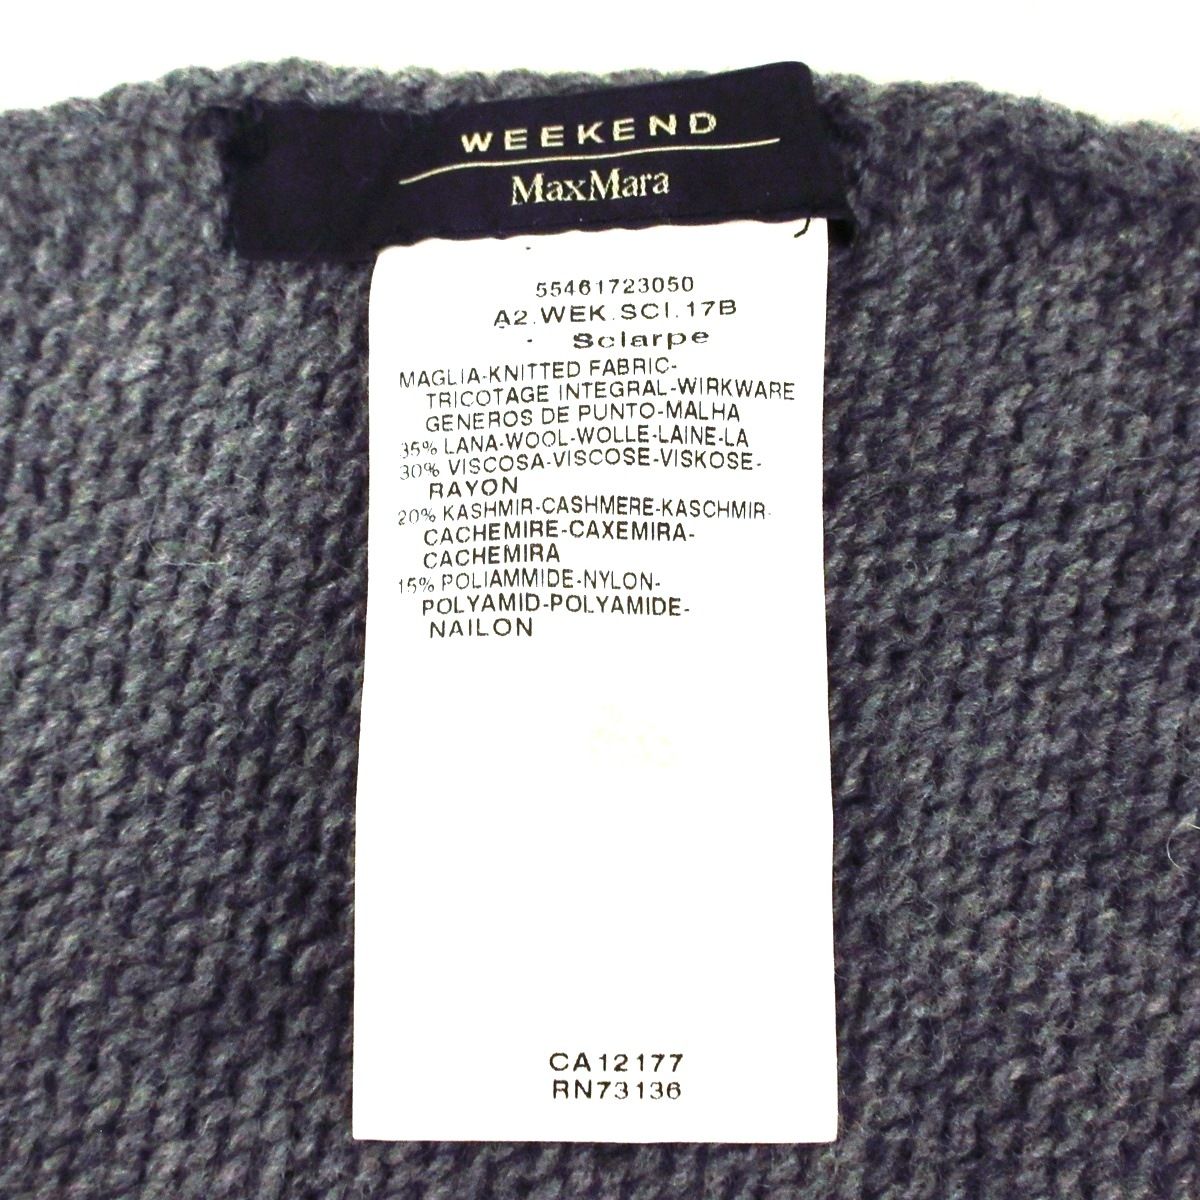 WEEKEND
MaxMara
55461723050
A2.WEK.SCI.17B
Sciarpe
MAGLIA-KNITTED FABRIC-
TRICOTAGE INTEGRAL-WIRKWARE
GENEROS DE PUNTO-MALHA
35% LANA-WOOL-WOLLE-LAINE-LA
30% VISCOSA-VISCOSE-VISKOSE-
RAYON
20% KASHMIR-CASHMERE-KASCHMIR-
CACHEMIRE-CAXEMIRA-
CACHEMIRA
15% POLIAMMIDE-NYLON-
POLYAMID-POLYAMIDE-
NAILON
CA12177
RN73136